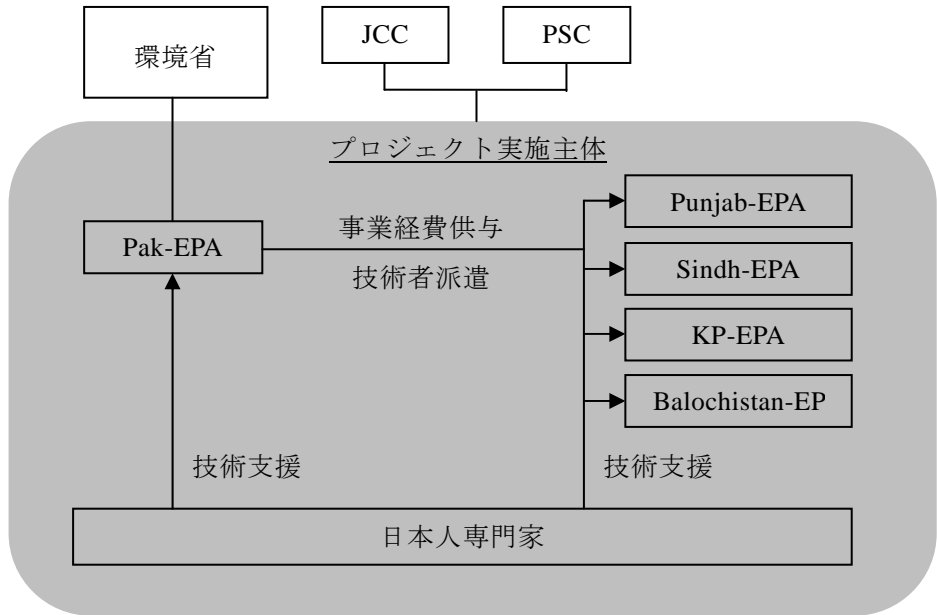 環境省
JCC
PSC
プロジェクト実施主体
Pak-EPA
事業経費供与
技術者派遣
Punjab-EPA
Sindh-EPA
KP-EPA
Balochistan-EP
技術支援
技術支援
日本人専門家